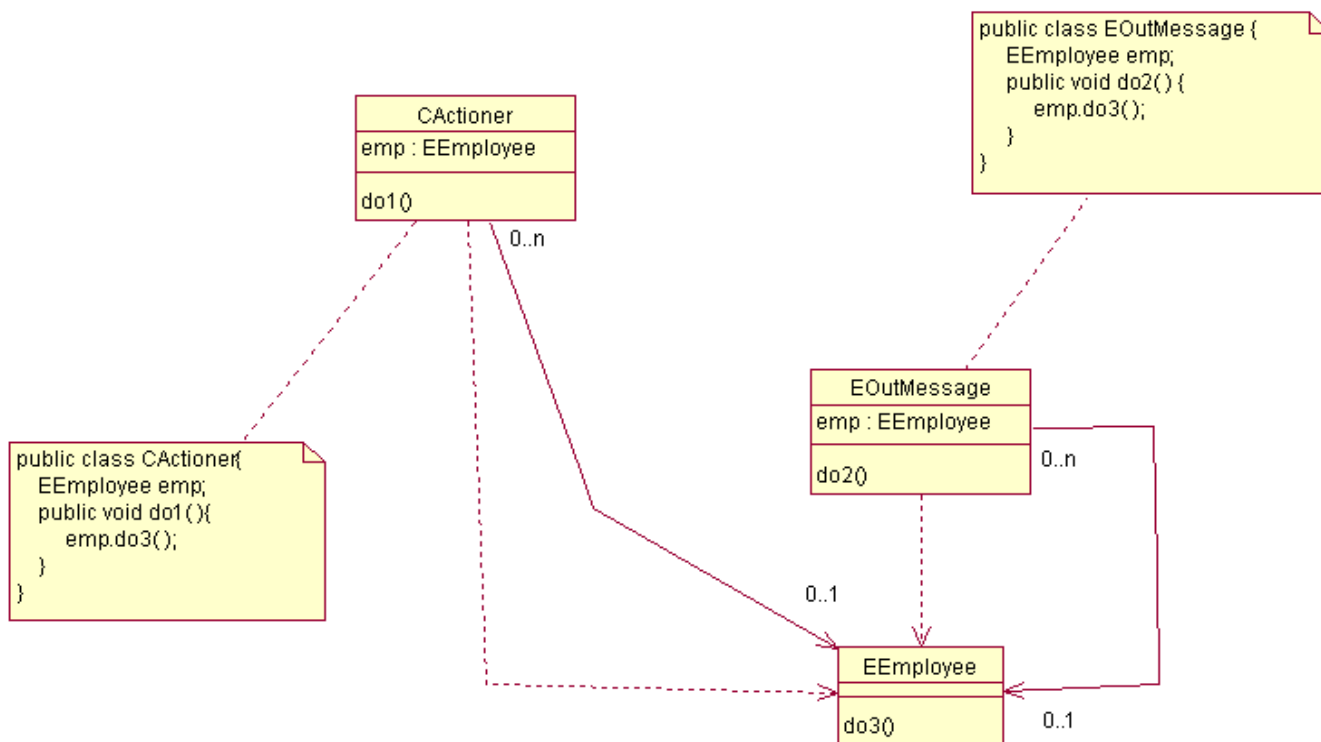 public class EOutMessage {
EEmployee emp;
public void do2( ) {
emp.do3( );
}
}
CActioner
emp : EEmployee
do1()
0..n
EOutMessage
emp : EEmployee
do2()
0..n
public class CActioner{
EEmployee emp;
public void do1( ){
emp.do3( );
}
}
0..1
EEmployee
do3()
0..1